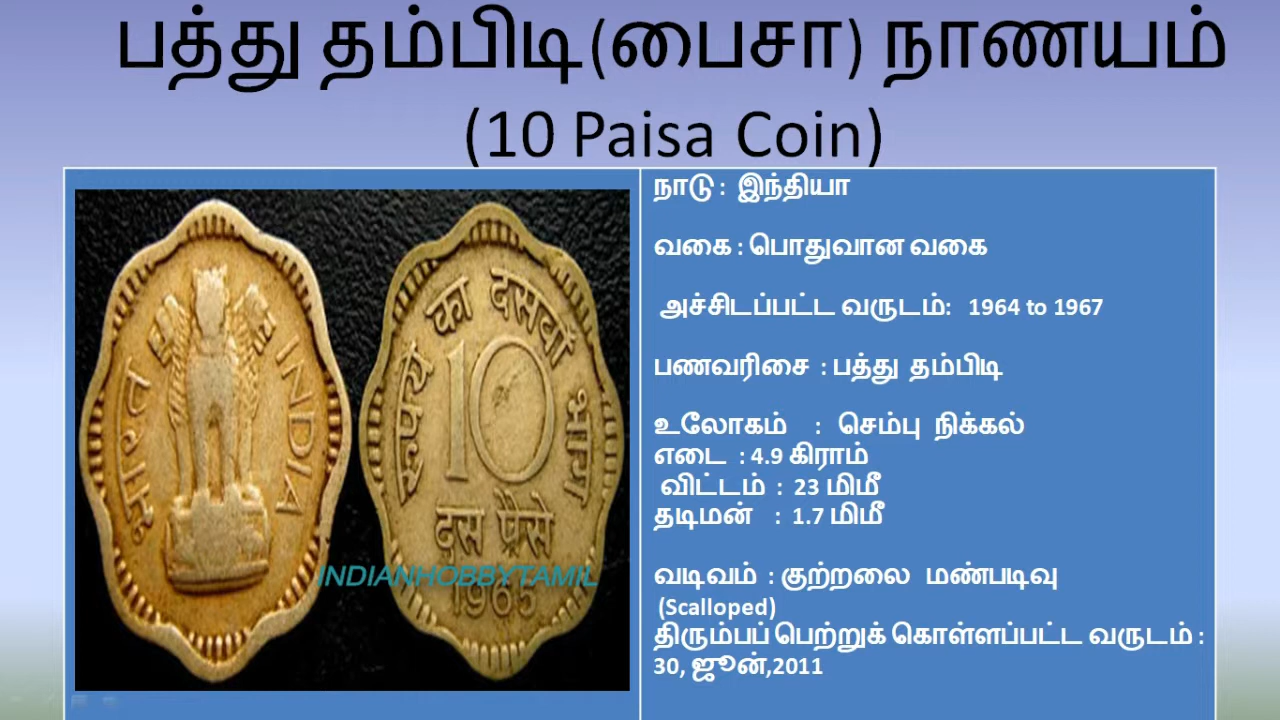 பத்து தம்பிடி(பைசா) நாணயம்
(10 Paisa Coin)
भारत
INDIA
रूपये का दसवाँ भाग
10
दस पैसे
1965
INDIANHOBBYTAMIL
நாடு : இந்தியா
வகை : பொதுவான வகை
அச்சிடப்பட்ட வருடம்: 1964 to 1967
பணவரிசை : பத்து தம்பிடி
உலோகம் : செம்பு நிக்கல்
எடை : 4.9 கிராம்
விட்டம் : 23 மிமீ
தடிமன் : 1.7 மிமீ
வடிவம் : குற்றலை மண்படிவு
(Scalloped)
திரும்பப் பெற்றுக் கொள்ளப்பட்ட வருடம் :
30, ஜூன்,2011